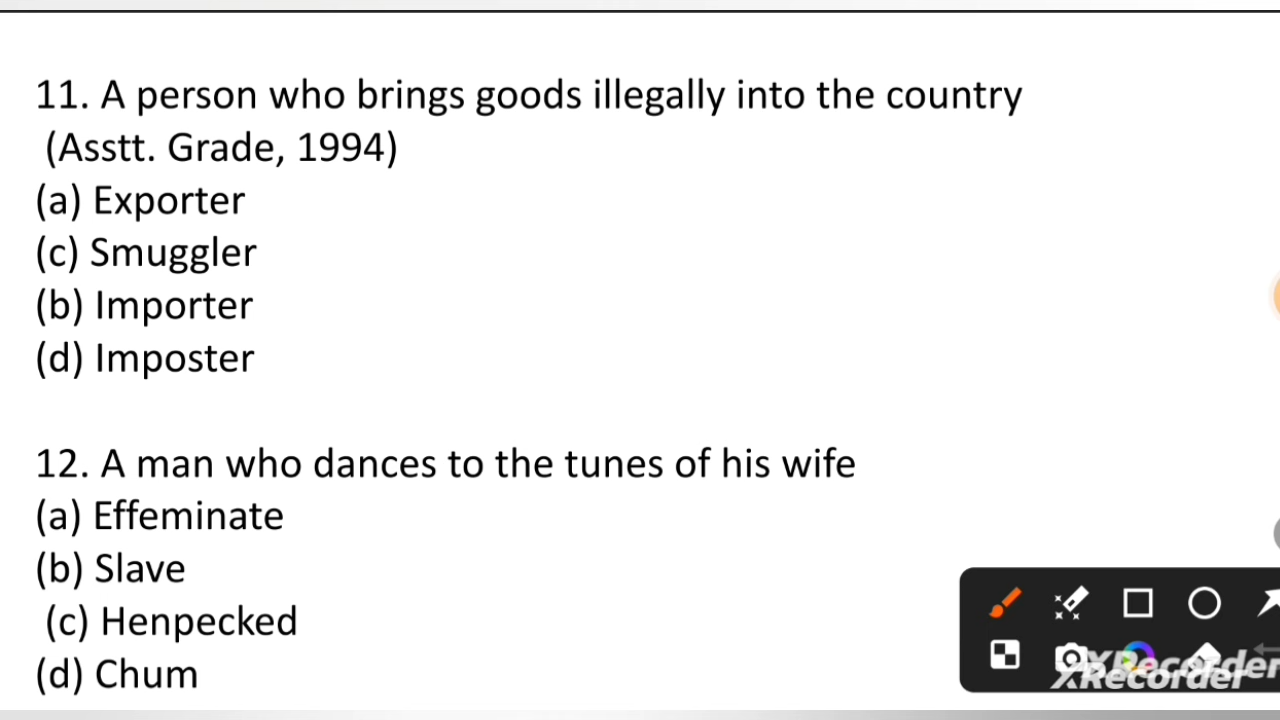 11. A person who brings goods illegally into the country
(Asstt. Grade, 1994)
(a) Exporter
(c) Smuggler
(b) Importer
(d) Imposter
12. A man who dances to the tunes of his wife
(a) Effeminate
(b) Slave
(c) Henpecked
(d) Chum
XRecorder